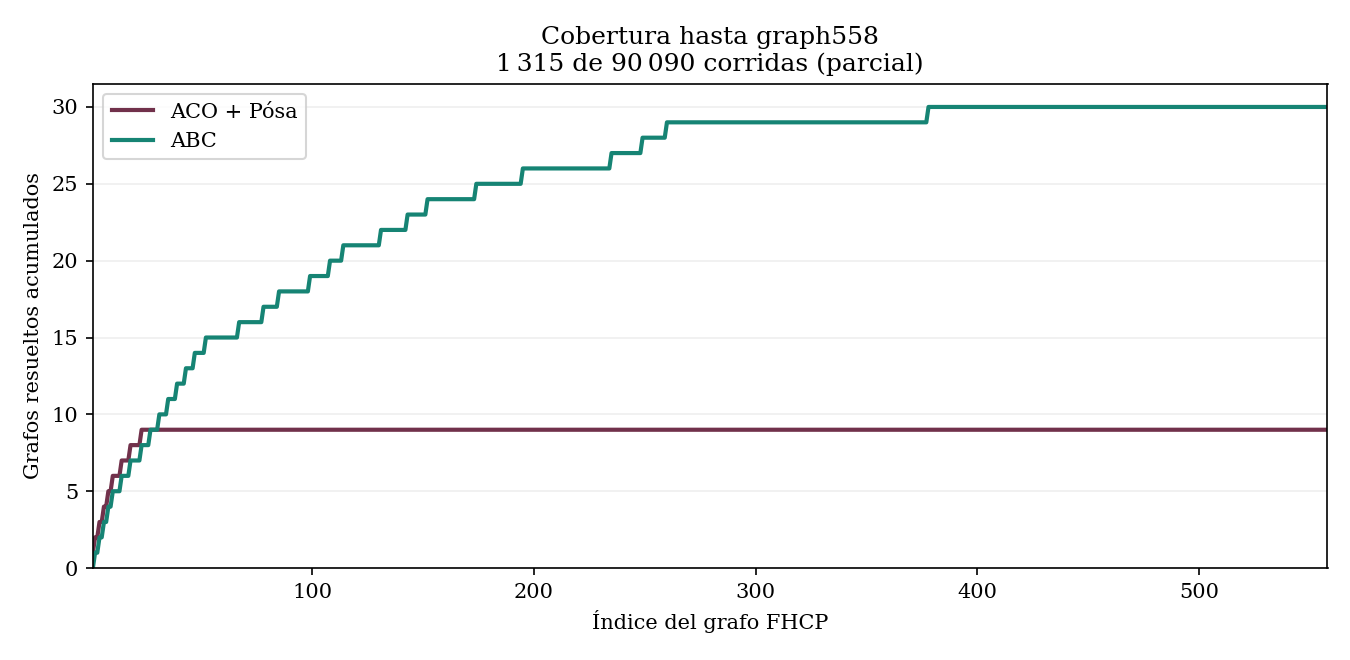 Cobertura hasta graph558
1 315 de 90 090 corridas (parcial)
ACO + Pósa
ABC
Grafos resueltos acumulados
30
25
20
15
10
5
0
100
200
300
400
500
Índice del grafo FHCP